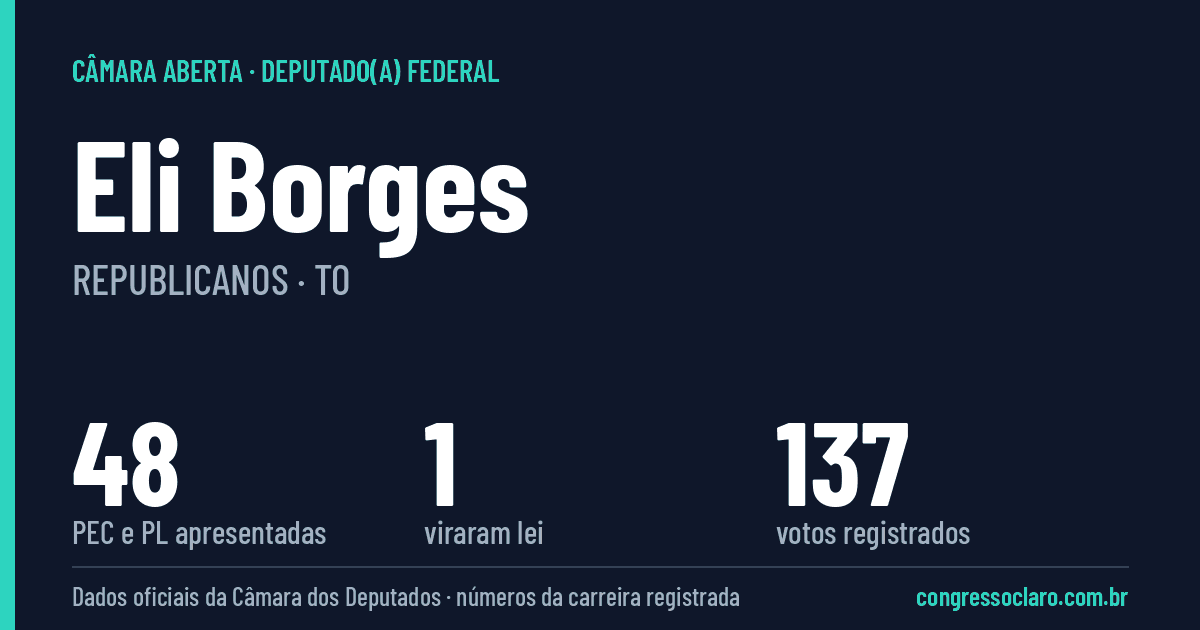 CÂMARA ABERTA · DEPUTADO(A) FEDERAL
Eli Borges
REPUBLICANOS · TO
48
PEC e PL apresentadas
1
viraram lei
137
votos registrados
Dados oficiais da Câmara dos Deputados · números da carreira registrada
congressoclaro.com.br